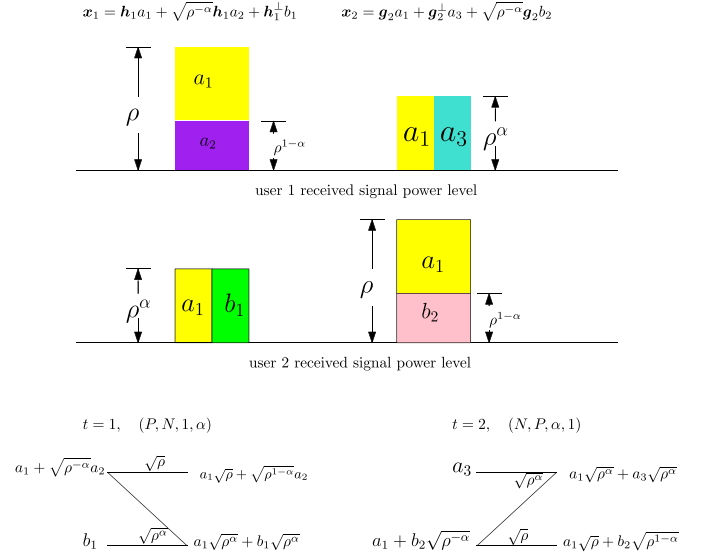 𝒙₁ = 𝒉₁a₁ + √(ρ^{−α})𝒉₁a₂ + 𝒉₁^⊥b₁    𝒙₂ = 𝒈₂a₁ + 𝒈₂^⊥a₃ + √(ρ^{−α})𝒈₂b₂
a₁
ρ a₂ ρ^{1−α} a₁ a₃ ρ^α
user 1 received signal power level
ρ^α a₁ b₁ ρ a₁
b₂ ρ^{1−α}
user 2 received signal power level
t = 1, (P, N, 1, α)    t = 2, (N, P, α, 1)
a₁ + √(ρ^{−α})a₂ √ρ a₁√ρ + √(ρ^{1−α})a₂    a₃ √(ρ^α) a₁√(ρ^α) + a₃√(ρ^α)
b₁ √(ρ^α) a₁√(ρ^α) + b₁√(ρ^α)    a₁ + b₂√(ρ^{−α}) √ρ a₁√ρ + b₂√(ρ^{1−α})